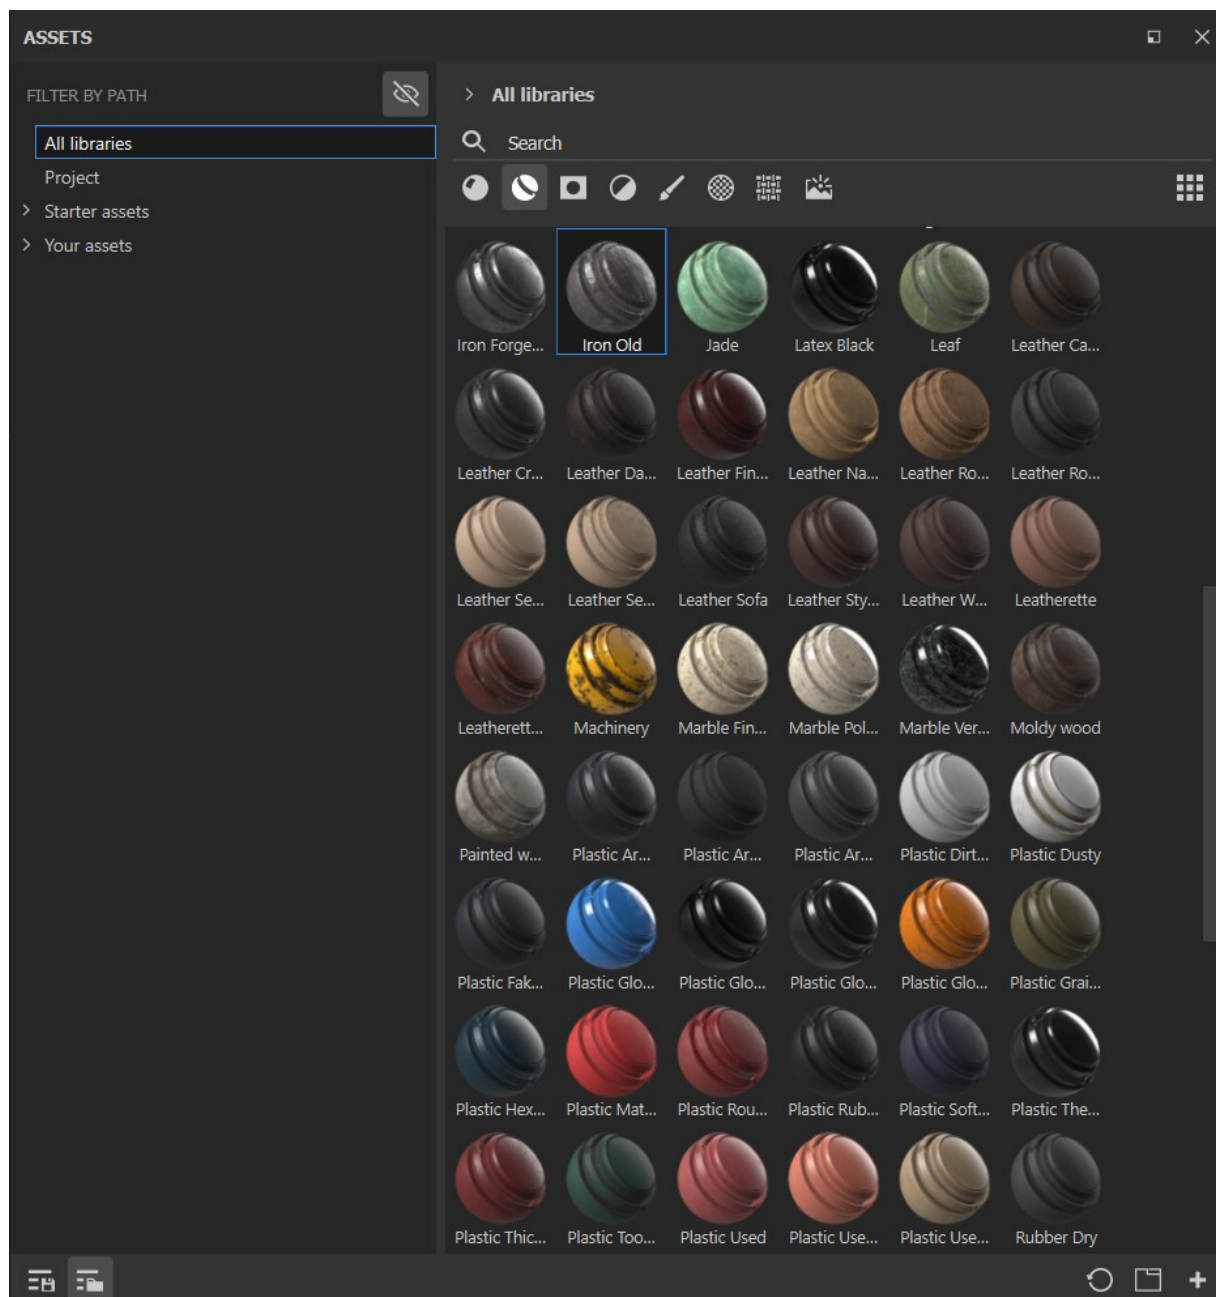 ASSETS
FILTER BY PATH
All libraries
Project
Starter assets
Your assets
All libraries
Search
Iron Forge... Iron Old Jade Latex Black Leaf Leather Ca...
Leather Cr... Leather Da... Leather Fin... Leather Na... Leather Ro... Leather Ro...
Leather Se... Leather Se... Leather Sofa Leather Sty... Leather W... Leatherette
Leatherett... Machinery Marble Fin... Marble Pol... Marble Ver... Moldy wood
Painted w... Plastic Ar... Plastic Ar... Plastic Ar... Plastic Dirt... Plastic Dusty
Plastic Fak... Plastic Glo... Plastic Glo... Plastic Glo... Plastic Glo... Plastic Grai...
Plastic Hex... Plastic Mat... Plastic Rou... Plastic Rub... Plastic Soft... Plastic The...
Plastic Thic... Plastic Too... Plastic Used Plastic Use... Plastic Use... Rubber Dry